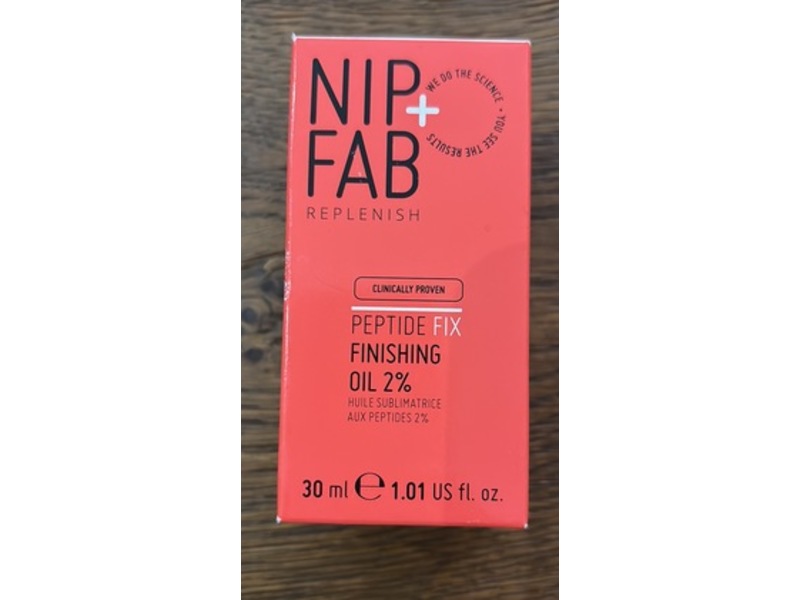 NIP+
FAB
WE DO THE SCIENCE • YOU SEE THE RESULTS
REPLENISH
CLINICALLY PROVEN
PEPTIDE FIX
FINISHING
OIL 2%
HUILE SUBLIMATRICE
AUX PEPTIDES 2%
30 ml ℮ 1.01 US fl. oz.